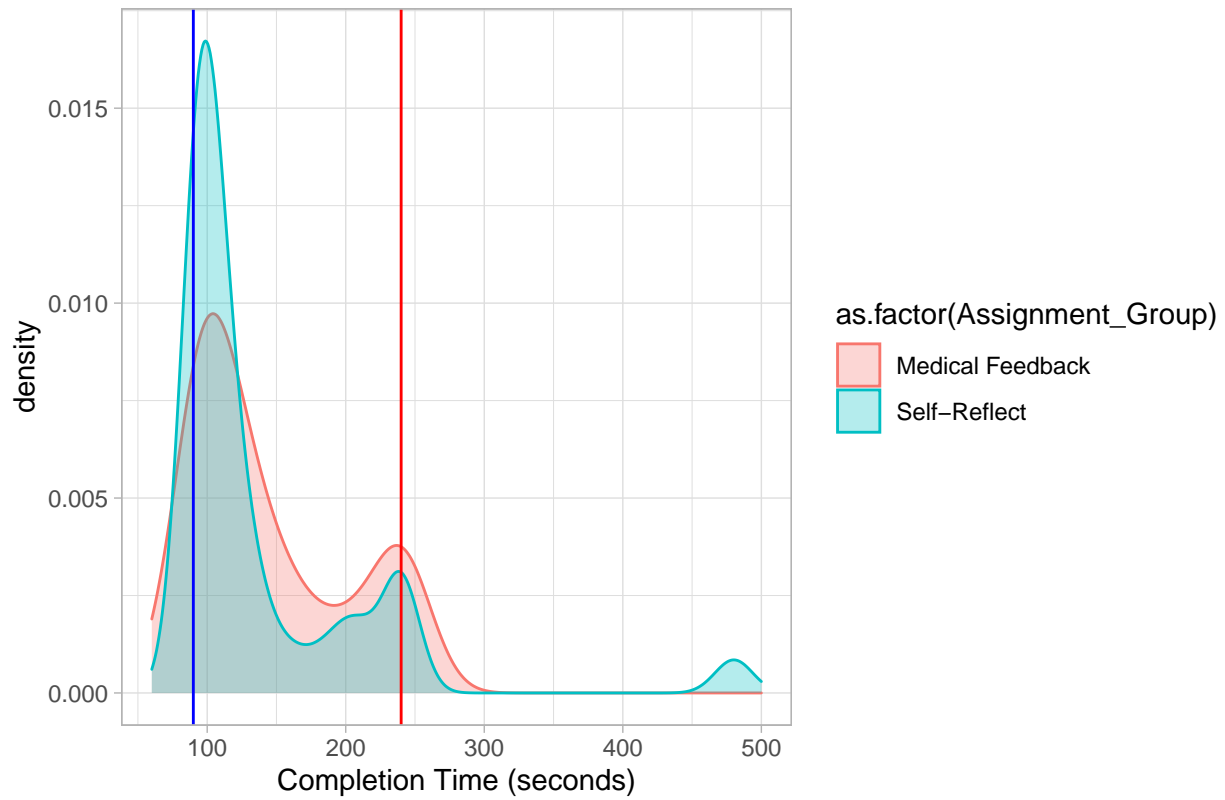 0.015
0.010
0.005
0.000
density
100 200 300 400 500
Completion Time (seconds)
as.factor(Assignment_Group)
Medical Feedback
Self−Reflect